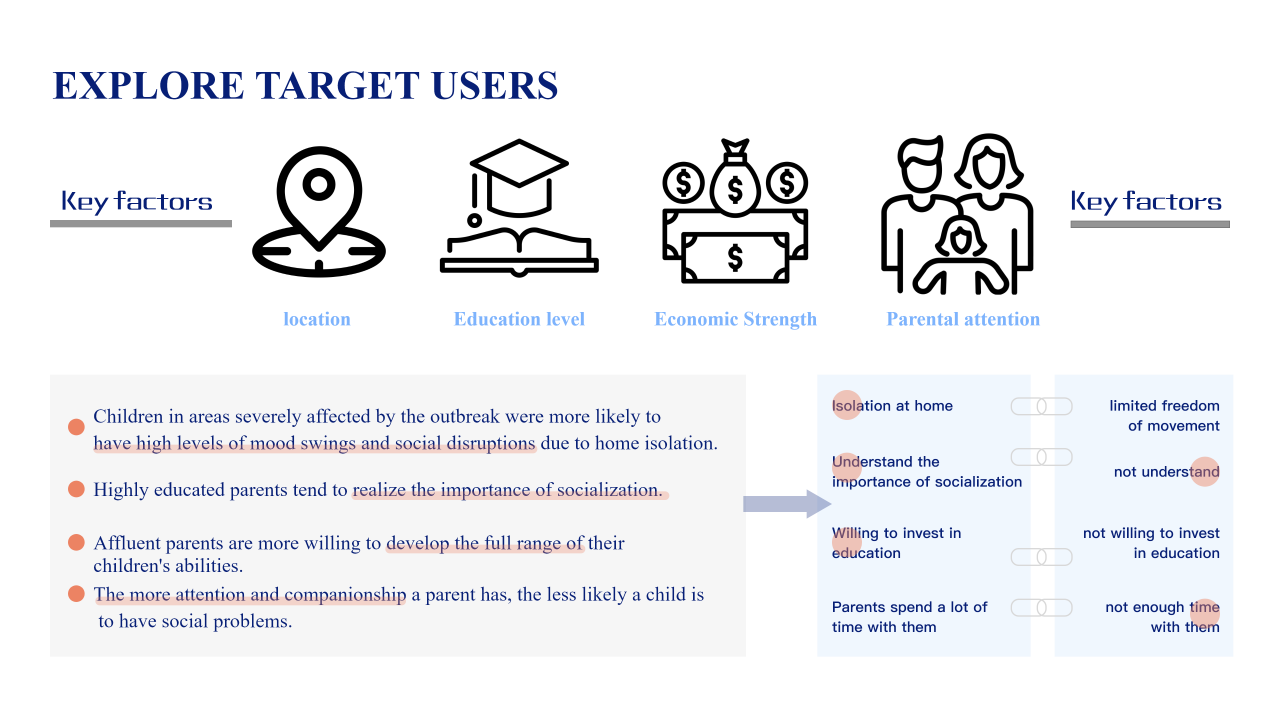 EXPLORE TARGET USERS
Key factors
Key factors
$
$
$
$
location
Education level
Economic Strength
Parental attention
Children in areas severely affected by the outbreak were more likely to
have high levels of mood swings and social disruptions due to home isolation.
Highly educated parents tend to realize the importance of socialization.
Affluent parents are more willing to develop the full range of their
children's abilities.
The more attention and companionship a parent has, the less likely a child is
to have social problems.
Isolation at home
Understand the
importance of socialization
Willing to invest in
education
Parents spend a lot of
time with them
limited freedom
of movement
not understand
not willing to invest
in education
not enough time
with them